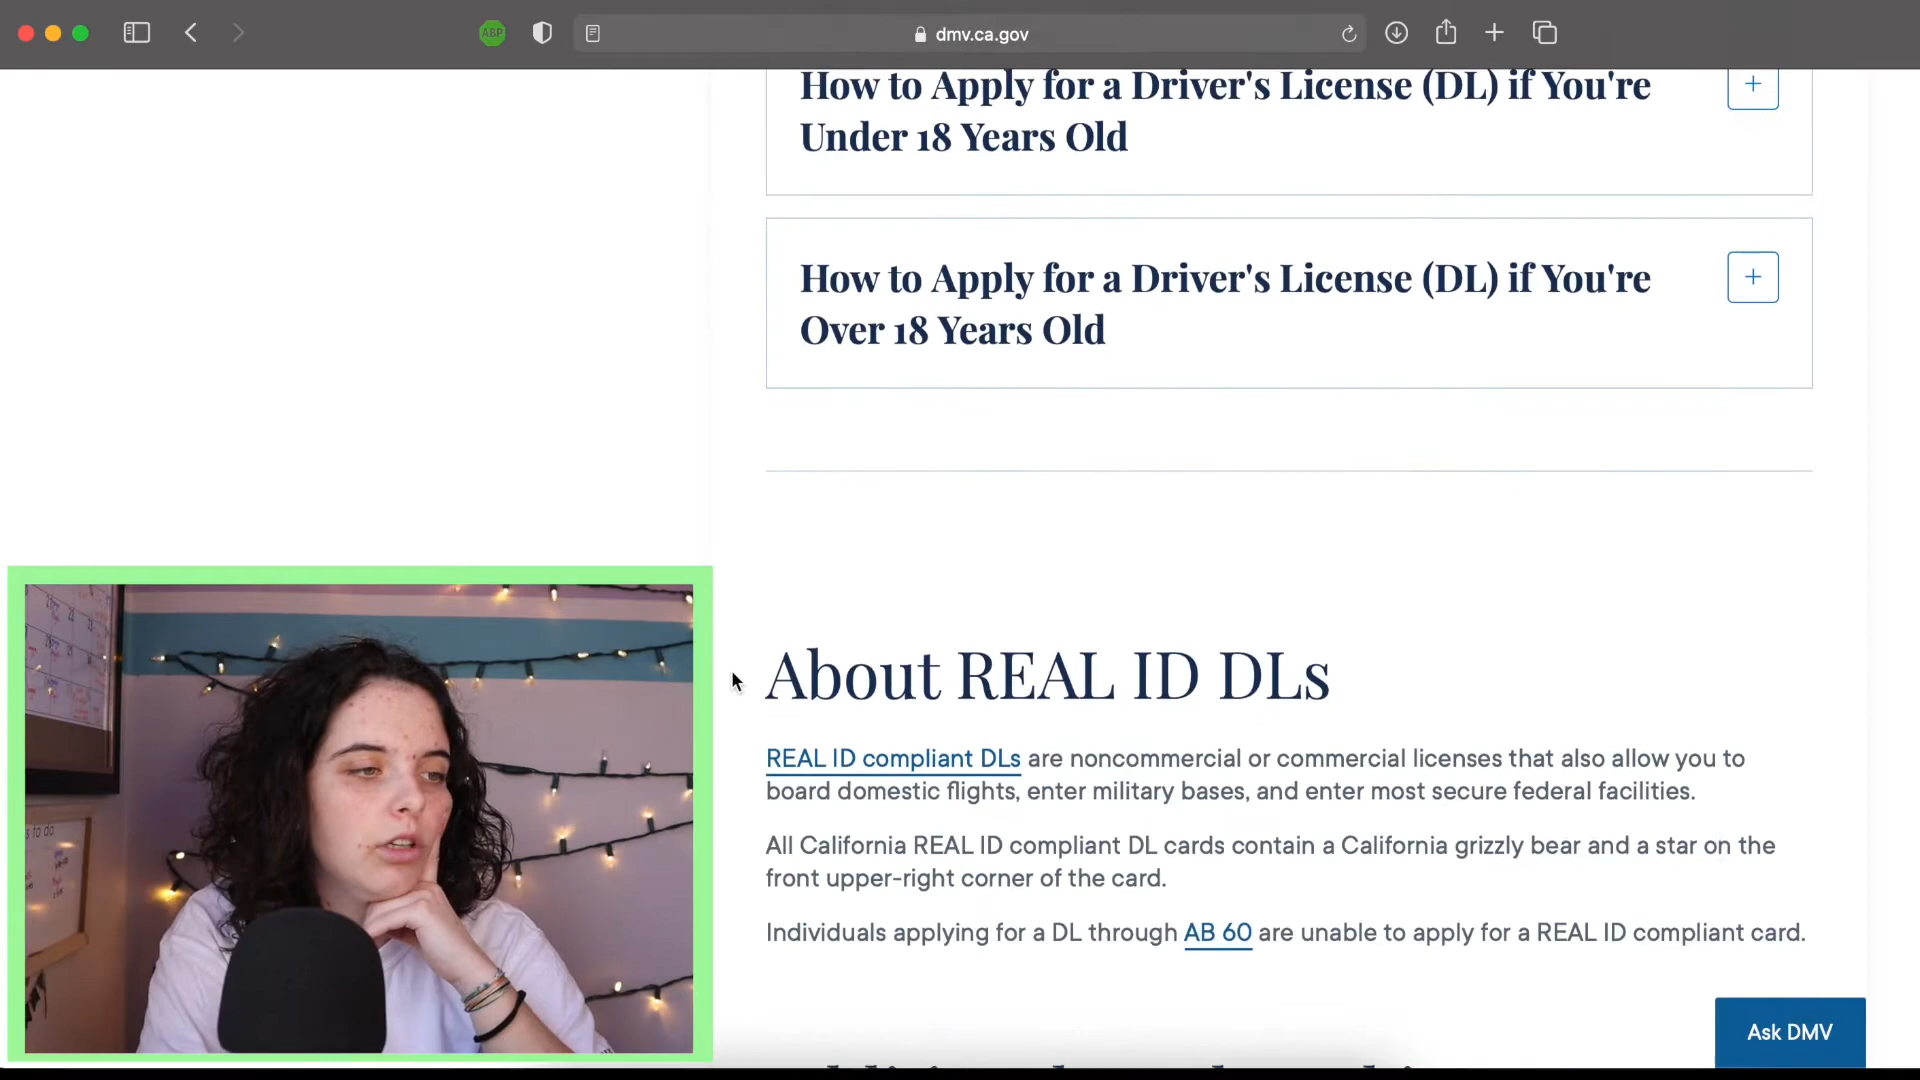 ABP
dmv.ca.gov
How to Apply for a Driver's License (DL) if You're
Under 18 Years Old
How to Apply for a Driver's License (DL) if You're
Over 18 Years Old
About REAL ID DLs
REAL ID compliant DLs are noncommercial or commercial licenses that also allow you to
board domestic flights, enter military bases, and enter most secure federal facilities.
All California REAL ID compliant DL cards contain a California grizzly bear and a star on the
front upper-right corner of the card.
Individuals applying for a DL through AB 60 are unable to apply for a REAL ID compliant card.
to do
Ask DMV